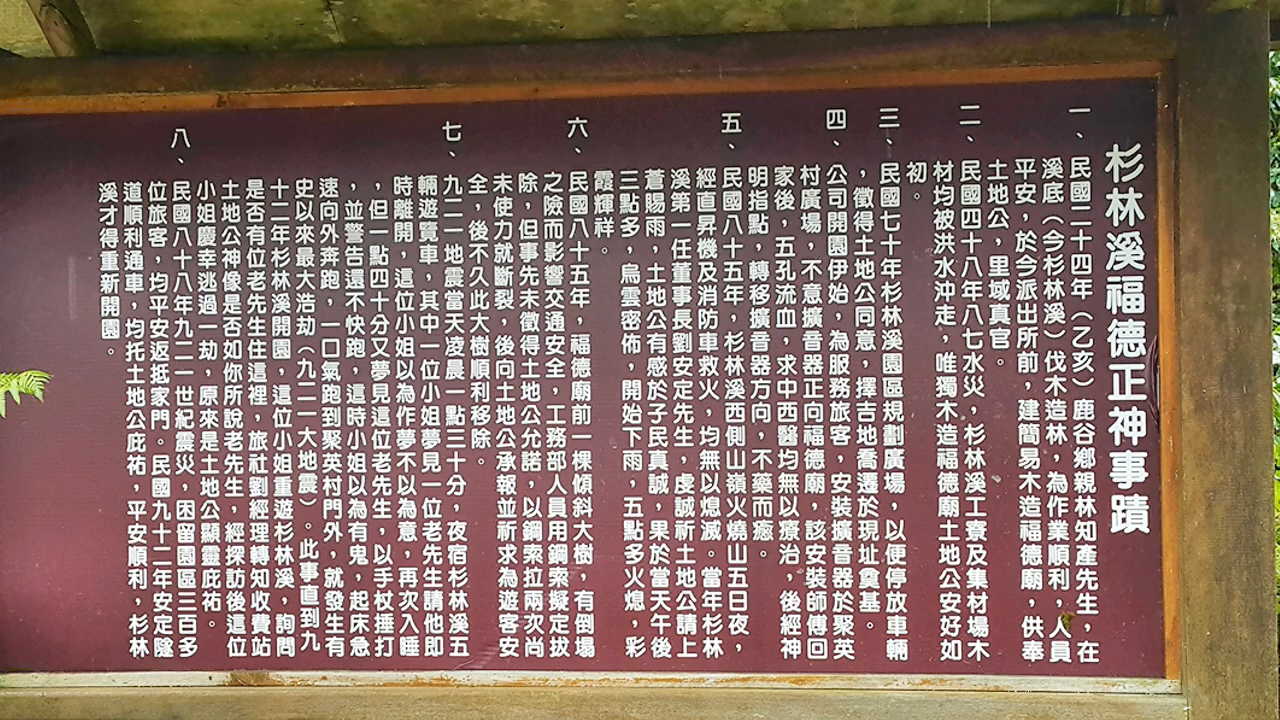 杉林溪福德正神事蹟
一、民國二十四年（乙亥）鹿谷鄉親林知產先生，在
溪底（今杉林溪）伐木造林，為作業順利，人員
平安，於今派出所前，建簡易木造福德廟，供奉
土地公，里域真官。
二、民國四十八年八七水災，杉林溪工寮及集材場木
材均被洪水沖走，唯獨木造福德廟土地公安好如
初。
三、民國七十年杉林溪園區規劃廣場，以便停放車輛
，徵得土地公同意，擇吉地喬遷於現址奠基。
四、公司開園伊始，為服務旅客，安裝擴音器於聚英
村廣場，不意擴音器正向福德廟，該安裝師傅回
家後，五孔流血，求中西醫均無以療治，後經神
明指點，轉移擴音器方向，不藥而癒。
五、民國八十五年，杉林溪西側山嶺火燒山五日夜，
經直昇機及消防車救火，均無以熄滅。當年杉林
溪第一任董事長劉安定先生，虔誠祈土地公請上
蒼賜雨，土地公有感於子民真誠，果於當天午後
三點多，烏雲密佈，開始下雨，五點多火熄，彩
霞輝祥。
六、民國八十五年，福德廟前一棵傾斜大樹，有倒塌
之險而影響交通安全，工務部人員用鋼索擬定拔
除，但事先未徵得土地公允諾，以鋼索拉兩次尚
未使力就斷裂，後向土地公承報並祈求為遊客安
全，後不久此大樹順利移除。
七、九二一地震當天凌晨一點三十分，夜宿杉林溪五
輛遊覽車，其中一位小姐夢見一位老先生請他即
時離開，這位小姐以為作夢不以為意，再次入睡
，但一點四十分又夢見這位老先生，以手杖捶打
，並警告還不快跑，這時小姐以為有鬼，起床急
速向外奔跑，一口氣跑到聚英村門外，就發生有
史以來最大浩劫（九二一大地震）。此事直到九
十二年杉林溪開園，這位小姐重遊杉林溪，詢問
是否有位老先生住這裡，旅社劉經理轉知收費站
土地公神像是否如你所說老先生，經探訪後這位
小姐慶幸逃過一劫，原來是土地公顯靈庇祐。
八、民國八十八年九二一世紀震災，困留園區三百多
位旅客，均平安返抵家門。民國九十二年安定隧
道順利通車，均托土地公庇祐，平安順利，杉林
溪才得重新開園。